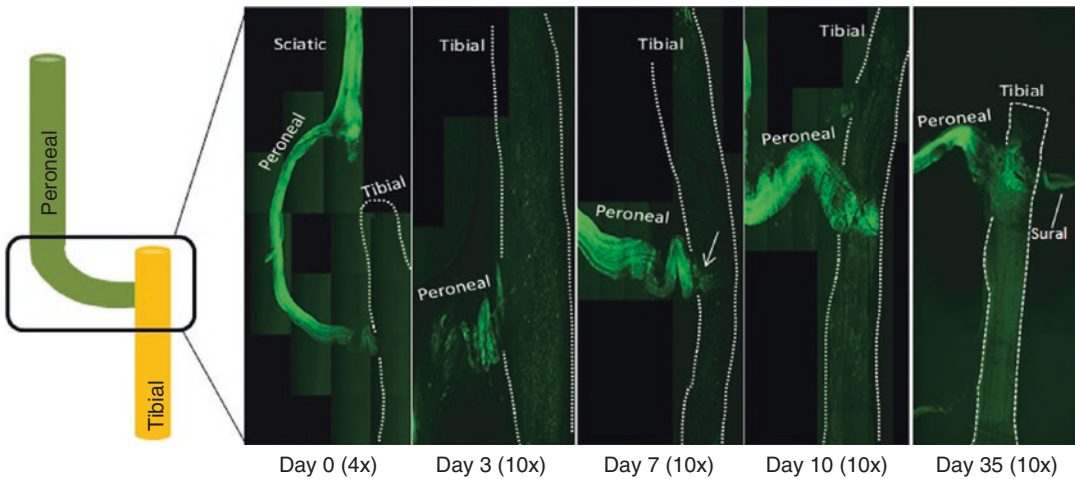 Peroneal
Tibial
Sciatic
Peroneal
Tibial
Day 0 (4x)
Tibial
Peroneal
Day 3 (10x)
Tibial
Peroneal
Day 7 (10x)
Tibial
Peroneal
Day 10 (10x)
Tibial
Peroneal
Sural
Day 35 (10x)